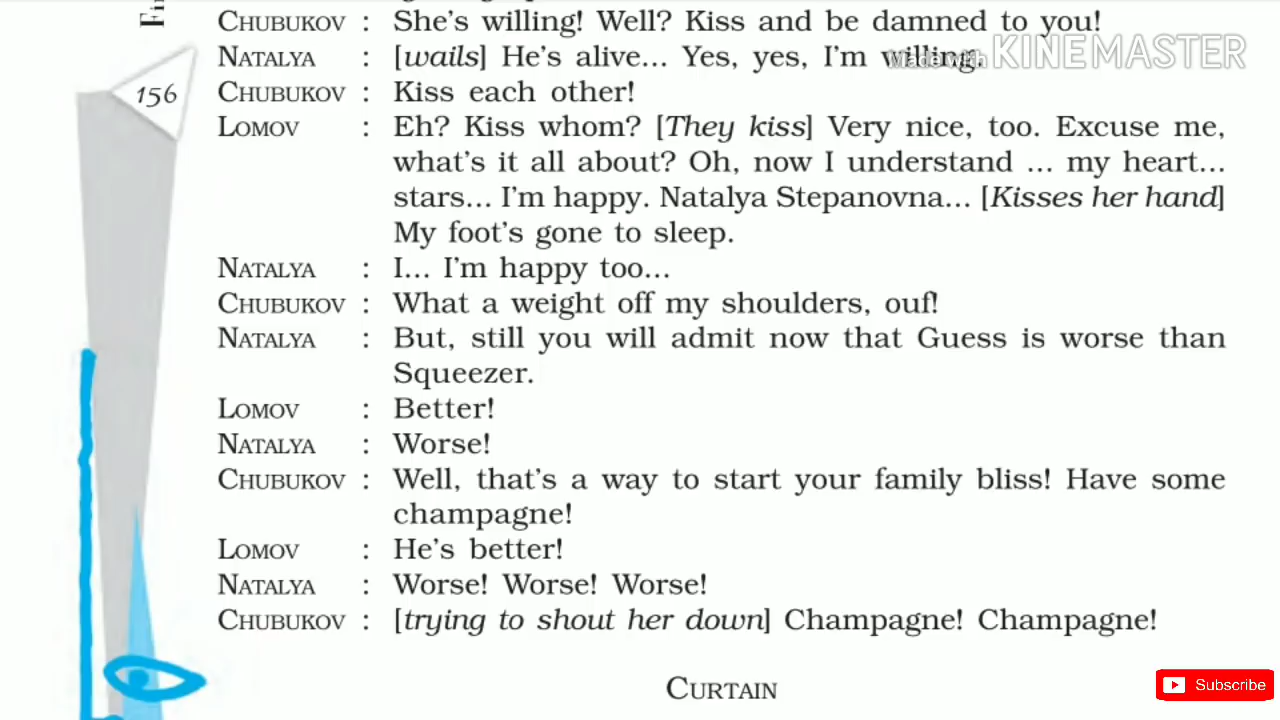 CHUBUKOV : She's willing! Well? Kiss and be damned to you!
NATALYA : [wails] He's alive... Yes, yes, I'm willing.
Made with KINEMASTER
156
CHUBUKOV : Kiss each other!
LOMOV : Eh? Kiss whom? [They kiss] Very nice, too. Excuse me,
what's it all about? Oh, now I understand ... my heart...
stars... I'm happy. Natalya Stepanovna... [Kisses her hand]
My foot's gone to sleep.
NATALYA : I... I'm happy too...
CHUBUKOV : What a weight off my shoulders, ouf!
NATALYA : But, still you will admit now that Guess is worse than
Squeezer.
LOMOV : Better!
NATALYA : Worse!
CHUBUKOV : Well, that's a way to start your family bliss! Have some
champagne!
LOMOV : He's better!
NATALYA : Worse! Worse! Worse!
CHUBUKOV : [trying to shout her down] Champagne! Champagne!
CURTAIN
Subscribe